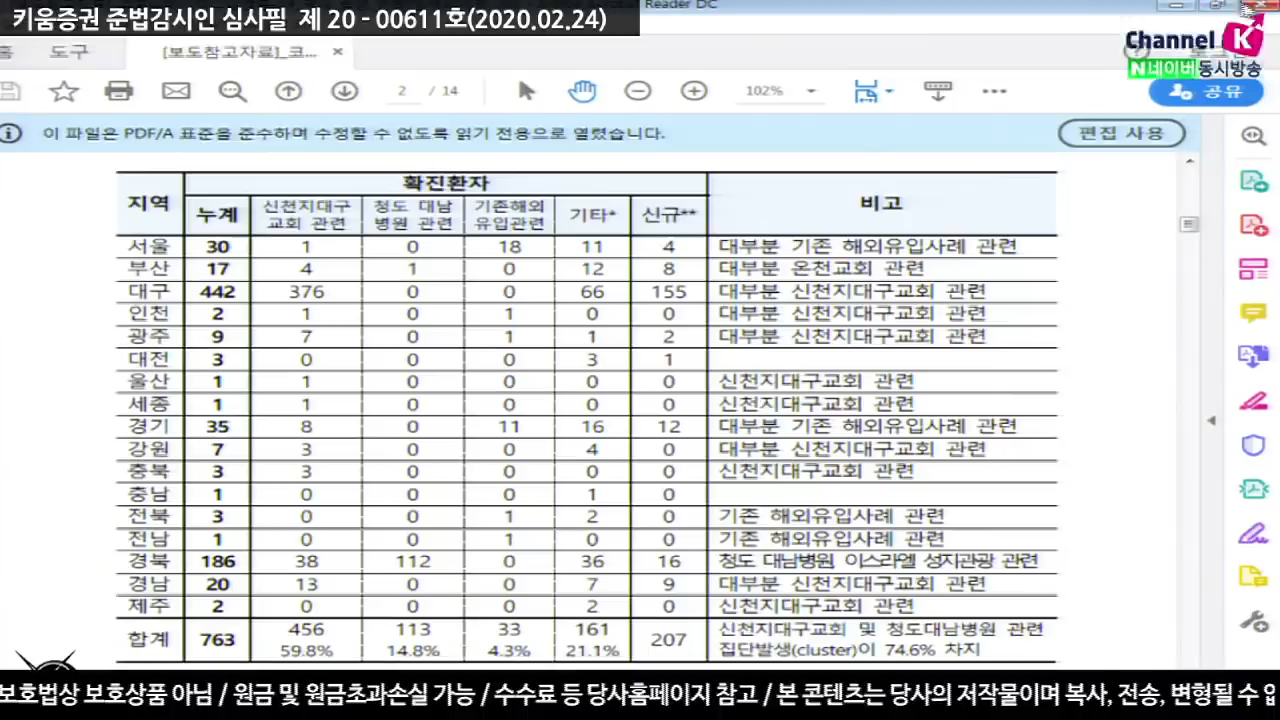 키움증권 준법감시인 심사필 제 20 - 00611호(2020.02.24)
Reader DC
Channel K
N네이버동시방송
홈 도구 [보도참고자료]_코... ×
2 / 14 102% 공유
이 파일은 PDF/A 표준을 준수하며 수정할 수 없도록 읽기 전용으로 열렸습니다. 편집 사용
지역 확진환자 비고
누계 신천지대구교회 관련 청도 대남병원 관련 기존해외유입관련 기타* 신규**
서울 30 1 0 18 11 4 대부분 기존 해외유입사례 관련
부산 17 4 1 0 12 8 대부분 온천교회 관련
대구 442 376 0 0 66 155 대부분 신천지대구교회 관련
인천 2 1 0 1 0 0 대부분 신천지대구교회 관련
광주 9 7 0 1 1 2 대부분 신천지대구교회 관련
대전 3 0 0 0 3 1
울산 1 1 0 0 0 0 신천지대구교회 관련
세종 1 1 0 0 0 0 신천지대구교회 관련
경기 35 8 0 11 16 12 대부분 기존 해외유입사례 관련
강원 7 3 0 0 4 0 대부분 신천지대구교회 관련
충북 3 3 0 0 0 0 신천지대구교회 관련
충남 1 0 0 0 1 0
전북 3 0 0 1 2 0 기존 해외유입사례 관련
전남 1 0 0 1 0 0 기존 해외유입사례 관련
경북 186 38 112 0 36 16 청도 대남병원, 이스라엘 성지관광 관련
경남 20 13 0 0 7 9 대부분 신천지대구교회 관련
제주 2 0 0 0 2 0 신천지대구교회 관련
합계 763 456 113 33 161 207 신천지대구교회 및 청도대남병원 관련
59.8% 14.8% 4.3% 21.1% 집단발생(cluster)이 74.6% 차지
보호법상 보호상품 아님 / 원금 및 원금초과손실 가능 / 수수료 등 당사홈페이지 참고 / 본 콘텐츠는 당사의 저작물이며 복사, 전송, 변형될 수